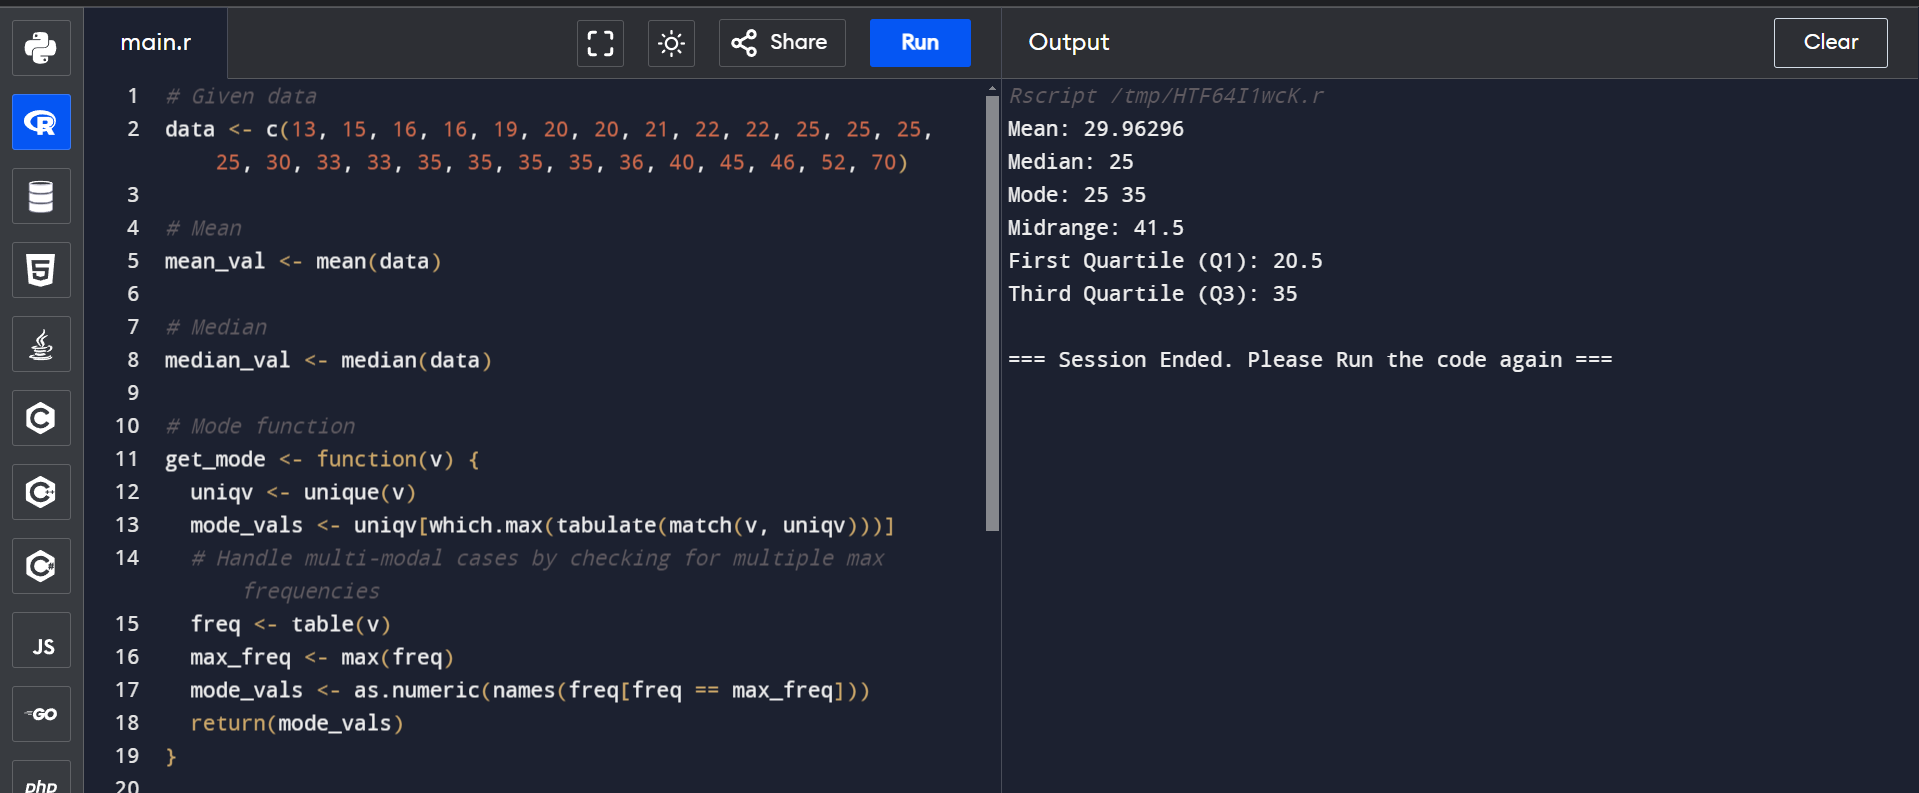 main.r
Share
Run
Output
Clear
1 # Given data
2 data <- c(13, 15, 16, 16, 19, 20, 20, 21, 22, 22, 25, 25, 25,
25, 30, 33, 33, 35, 35, 35, 35, 36, 40, 45, 46, 52, 70)
3
4 # Mean
5 mean_val <- mean(data)
6
7 # Median
8 median_val <- median(data)
9
10 # Mode function
11 get_mode <- function(v) {
12 uniqv <- unique(v)
13 mode_vals <- uniqv[which.max(tabulate(match(v, uniqv)))]
14 # Handle multi-modal cases by checking for multiple max
frequencies
15 freq <- table(v)
16 max_freq <- max(freq)
17 mode_vals <- as.numeric(names(freq[freq == max_freq]))
18 return(mode_vals)
19 }
20
Rscript /tmp/HTF64I1wcK.r
Mean: 29.96296
Median: 25
Mode: 25 35
Midrange: 41.5
First Quartile (Q1): 20.5
Third Quartile (Q3): 35
=== Session Ended. Please Run the code again ===
R
5
C
C++
C#
JS
GO
php